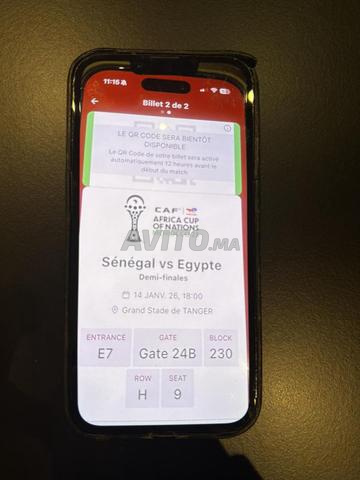 11:15
Billet 2 de 2
LE QR CODE SERA BIENTÔT
DISPONIBLE
Le QR Code de votre billet sera activé
automatiquement 12 heures avant le
début du match
CAF
AFRICA CUP
OF NATIONS
AVITO.ma
Sénégal vs Egypte
Demi-finales
14 JANV. 26, 18:00
Grand Stade de TANGER
ENTRANCE GATE BLOCK
E7 Gate 24B 230
ROW SEAT
H 9